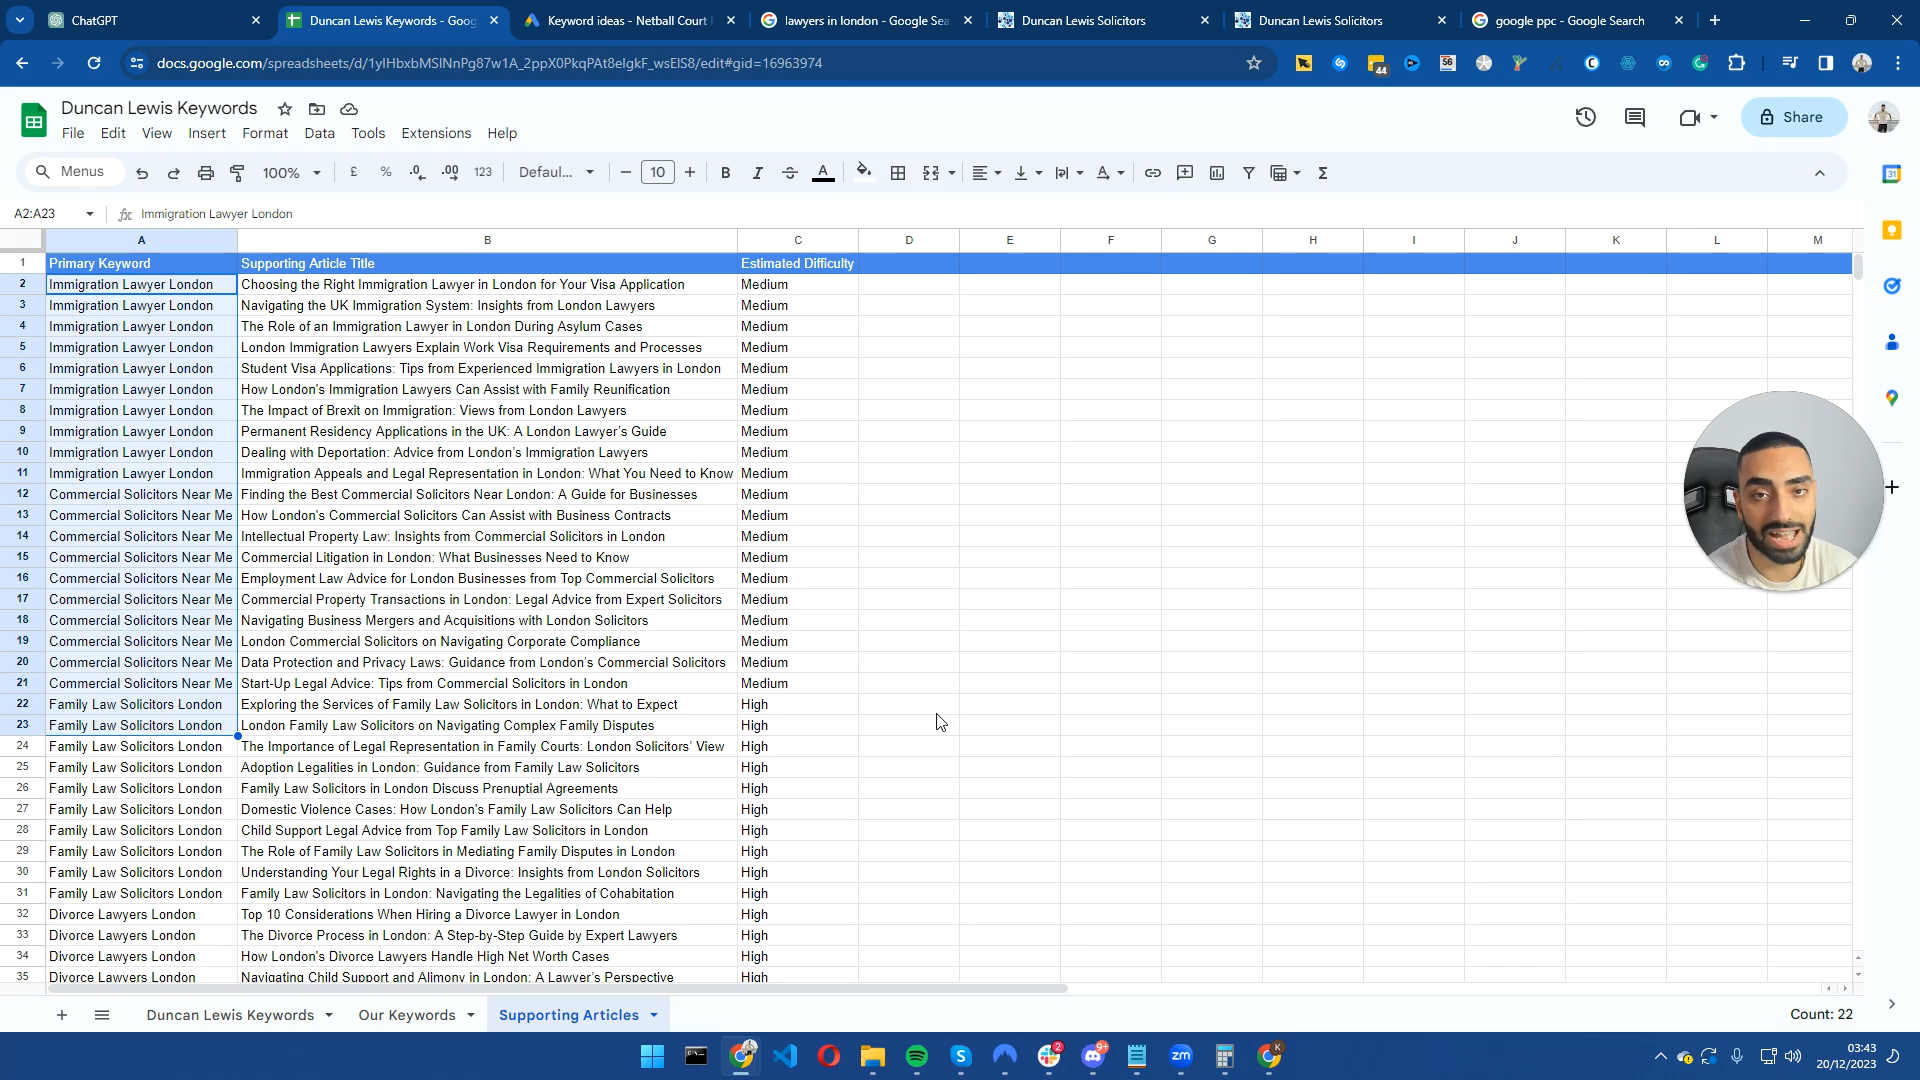 ChatGPT
Duncan Lewis Keywords - Goog
Keyword ideas - Netball Court
lawyers in london - Google Sea
Duncan Lewis Solicitors
Duncan Lewis Solicitors
google ppc - Google Search
44
56
Duncan Lewis Keywords
File Edit View Insert Format Data Tools Extensions Help
Share
31
Menus
100%
£ % .0 .00 123
Defaul...
10
B I
A2:A23
fx Immigration Lawyer London
A B C D E F G H I J K L M
1 Primary Keyword Supporting Article Title Estimated Difficulty
2 Immigration Lawyer London Choosing the Right Immigration Lawyer in London for Your Visa Application Medium
3 Immigration Lawyer London Navigating the UK Immigration System: Insights from London Lawyers Medium
4 Immigration Lawyer London The Role of an Immigration Lawyer in London During Asylum Cases Medium
5 Immigration Lawyer London London Immigration Lawyers Explain Work Visa Requirements and Processes Medium
6 Immigration Lawyer London Student Visa Applications: Tips from Experienced Immigration Lawyers in London Medium
7 Immigration Lawyer London How London's Immigration Lawyers Can Assist with Family Reunification Medium
8 Immigration Lawyer London The Impact of Brexit on Immigration: Views from London Lawyers Medium
9 Immigration Lawyer London Permanent Residency Applications in the UK: A London Lawyer's Guide Medium
10 Immigration Lawyer London Dealing with Deportation: Advice from London's Immigration Lawyers Medium
11 Immigration Lawyer London Immigration Appeals and Legal Representation in London: What You Need to Know Medium
12 Commercial Solicitors Near Me Finding the Best Commercial Solicitors Near London: A Guide for Businesses Medium
13 Commercial Solicitors Near Me How London's Commercial Solicitors Can Assist with Business Contracts Medium
14 Commercial Solicitors Near Me Intellectual Property Law: Insights from Commercial Solicitors in London Medium
15 Commercial Solicitors Near Me Commercial Litigation in London: What Businesses Need to Know Medium
16 Commercial Solicitors Near Me Employment Law Advice for London Businesses from Top Commercial Solicitors Medium
17 Commercial Solicitors Near Me Commercial Property Transactions in London: Legal Advice from Expert Solicitors Medium
18 Commercial Solicitors Near Me Navigating Business Mergers and Acquisitions with London Solicitors Medium
19 Commercial Solicitors Near Me London Commercial Solicitors on Navigating Corporate Compliance Medium
20 Commercial Solicitors Near Me Data Protection and Privacy Laws: Guidance from London's Commercial Solicitors Medium
21 Commercial Solicitors Near Me Start-Up Legal Advice: Tips from Commercial Solicitors in London Medium
22 Family Law Solicitors London Exploring the Services of Family Law Solicitors in London: What to Expect High
23 Family Law Solicitors London London Family Law Solicitors on Navigating Complex Family Disputes High
24 Family Law Solicitors London The Importance of Legal Representation in Family Courts: London Solicitors' View High
25 Family Law Solicitors London Adoption Legalities in London: Guidance from Family Law Solicitors High
26 Family Law Solicitors London Family Law Solicitors in London Discuss Prenuptial Agreements High
27 Family Law Solicitors London Domestic Violence Cases: How London's Family Law Solicitors Can Help High
28 Family Law Solicitors London Child Support Legal Advice from Top Family Law Solicitors in London High
29 Family Law Solicitors London The Role of Family Law Solicitors in Mediating Family Disputes in London High
30 Family Law Solicitors London Understanding Your Legal Rights in a Divorce: Insights from London Solicitors High
31 Family Law Solicitors London Family Law Solicitors in London: Navigating the Legalities of Cohabitation High
32 Divorce Lawyers London Top 10 Considerations When Hiring a Divorce Lawyer in London High
33 Divorce Lawyers London The Divorce Process in London: A Step-by-Step Guide by Expert Lawyers High
34 Divorce Lawyers London How London's Divorce Lawyers Handle High Net Worth Cases High
35 Divorce Lawyers London Navigating Child Support and Alimony in London: A Lawyer's Perspective High
Duncan Lewis Keywords
Our Keywords
Supporting Articles
Count: 22
2
9+
zm
K
03:43
20/12/2023